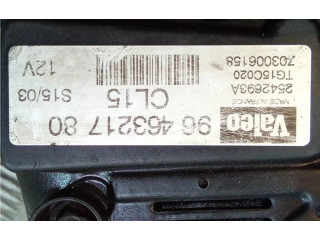 Valeo
2542693A
MADE IN FRANCE
TG15C020
703006158
96 463217 80
CL15
S15/03
12V